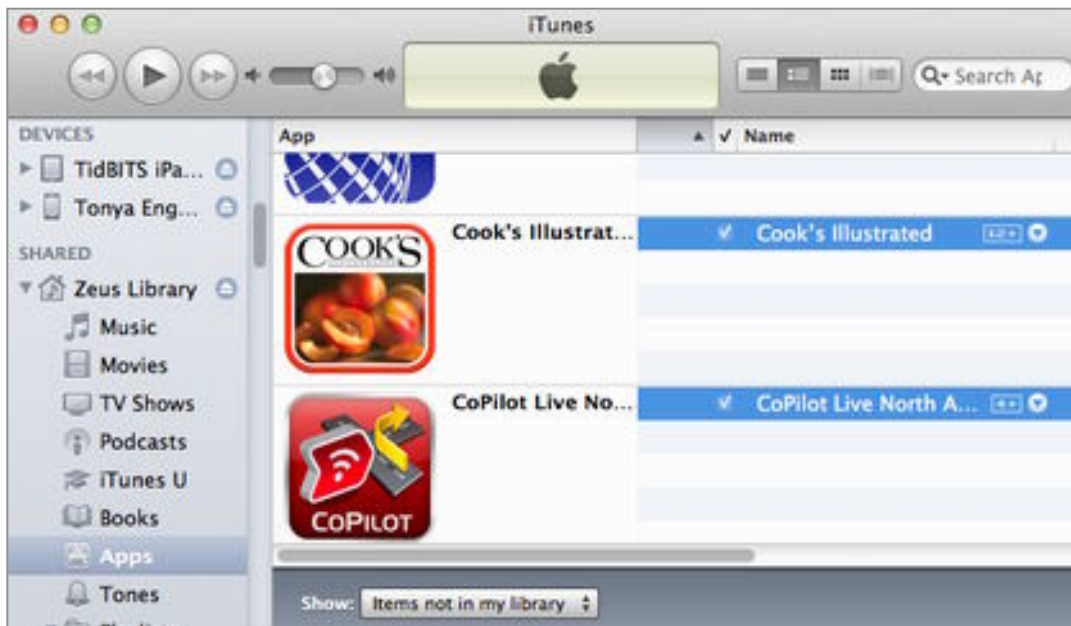 iTunes
Search Ap
DEVICES
TidBITS iPa...
Tonya Eng...
SHARED
Zeus Library
Music
Movies
TV Shows
Podcasts
iTunes U
Books
Apps
Tones
App
✓ Name
COOK'S
Cook's Illustrat...
Cook's Illustrated
12+
COPILOT
CoPilot Live No...
CoPilot Live North A...
4+
Show: Items not in my library